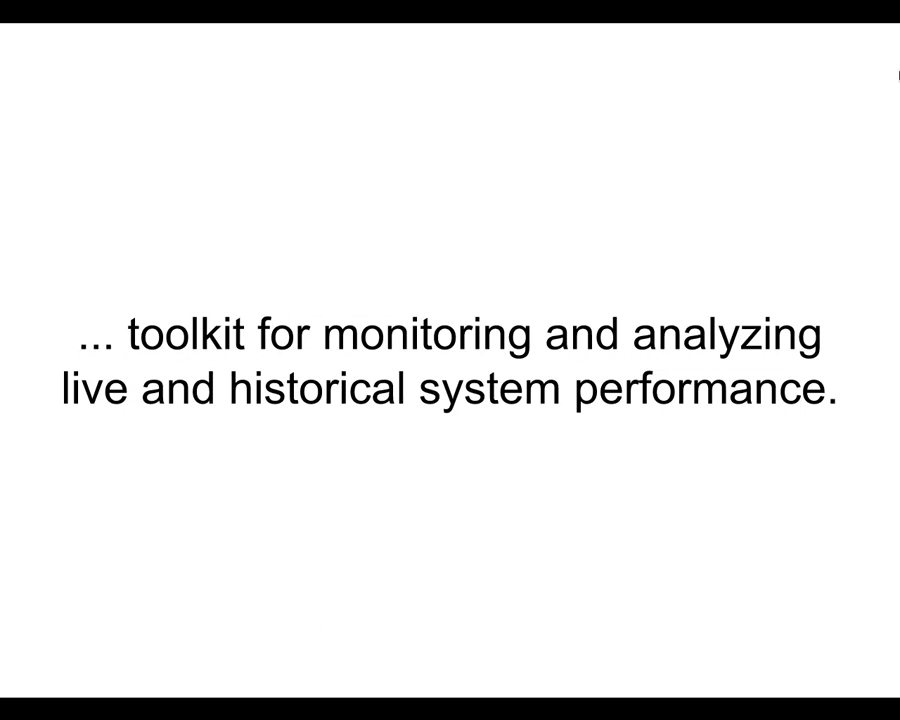 ... toolkit for monitoring and analyzing
live and historical system performance.